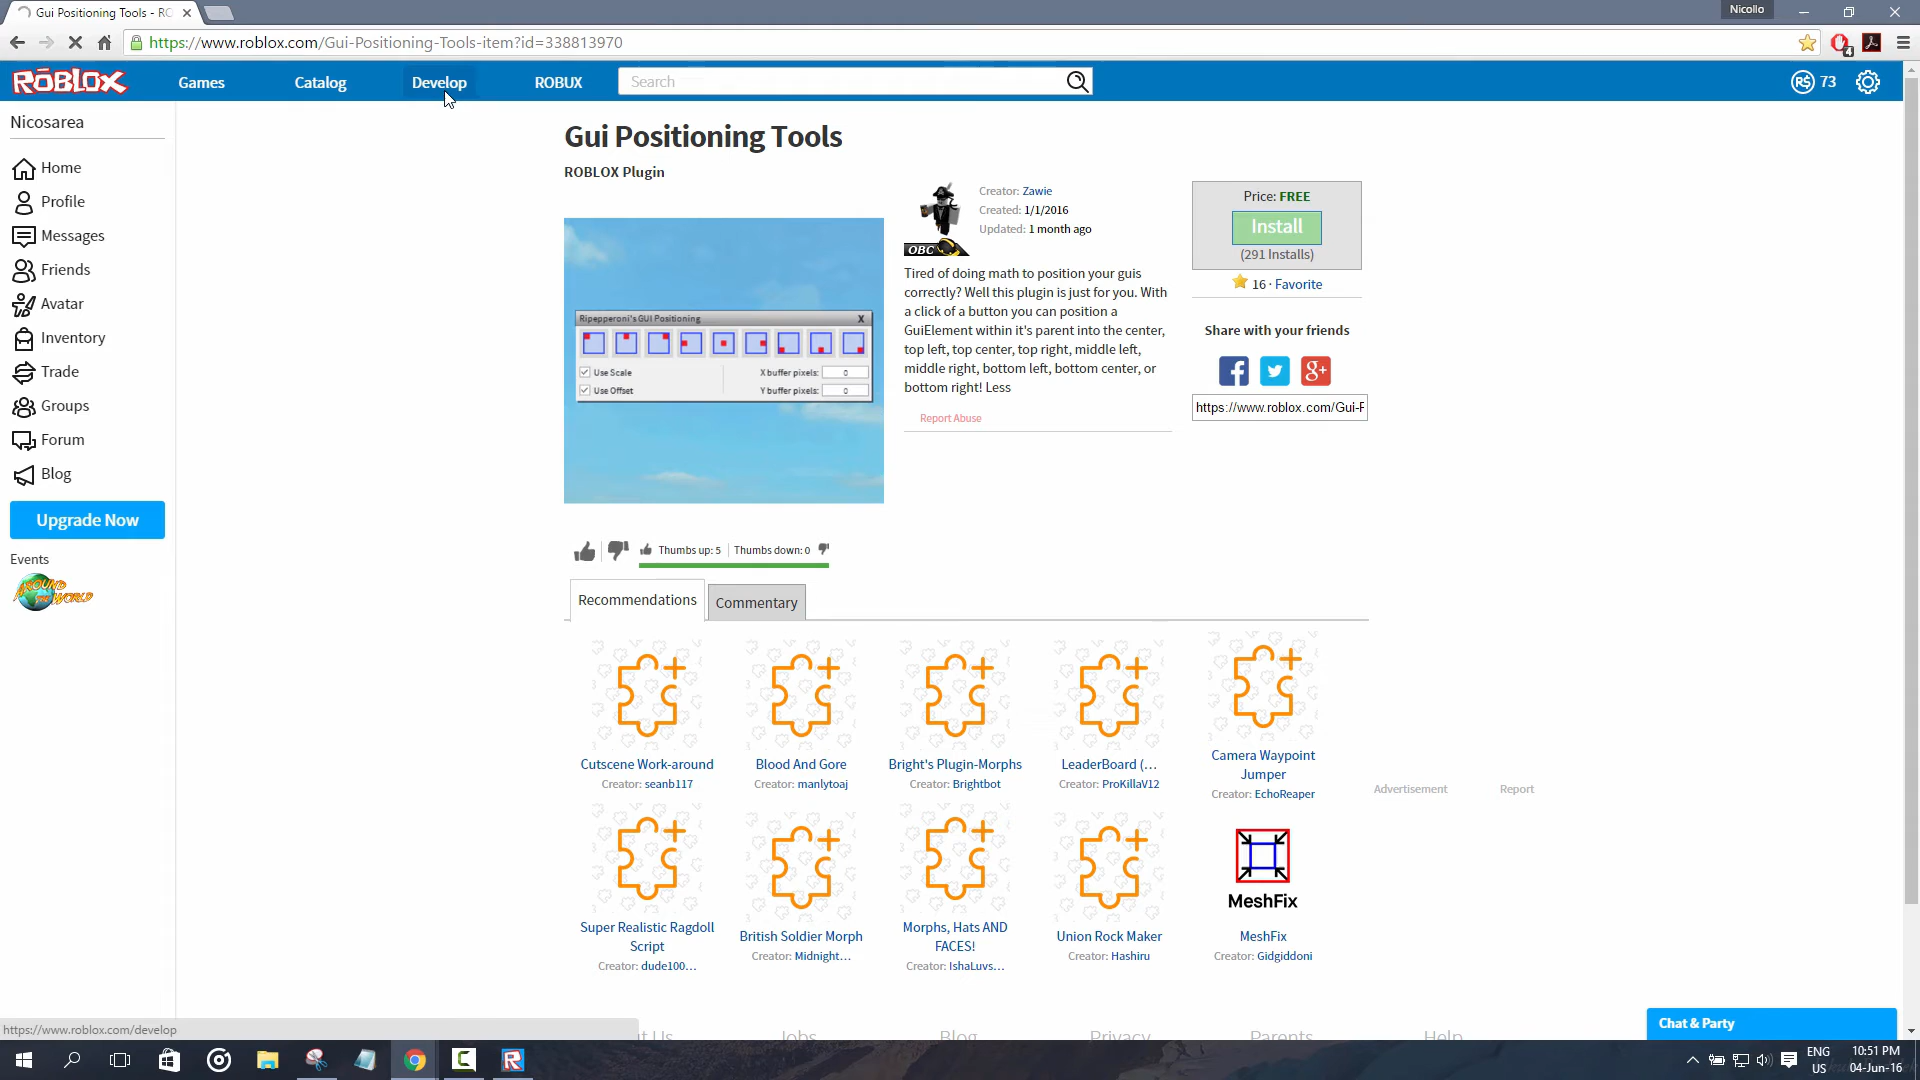 Gui Positioning Tools - RO
Nicollo
https://www.roblox.com/Gui-Positioning-Tools-item?id=338813970
4
ROBLOX
Games
Catalog
Develop
ROBUX
Search
R$ 73
Nicosarea
Home
Profile
Messages
Friends
Avatar
Inventory
Trade
Groups
Forum
Blog
Upgrade Now
Events
AROUND THE WORLD
Gui Positioning Tools
ROBLOX Plugin
Ripepperoni's GUI Positioning X
Use Scale
X buffer pixels: 0
Use Offset
Y buffer pixels: 0
OBC
Creator: Zawie
Created: 1/1/2016
Updated: 1 month ago
Tired of doing math to position your guis
correctly? Well this plugin is just for you. With
a click of a button you can position a
GuiElement within it's parent into the center,
top left, top center, top right, middle left,
middle right, bottom left, bottom center, or
bottom right! Less
Report Abuse
Price: FREE
Install
(291 Installs)
16 · Favorite
Share with your friends
https://www.roblox.com/Gui-P
Thumbs up: 5
Thumbs down: 0
Recommendations
Commentary
Cutscene Work-around
Creator: seanb117
Blood And Gore
Creator: manlytoaj
Bright's Plugin-Morphs
Creator: Brightbot
LeaderBoard (...
Creator: ProKillaV12
Camera Waypoint
Jumper
Creator: EchoReaper
Advertisement
Report
Super Realistic Ragdoll
Script
Creator: dude100...
British Soldier Morph
Creator: Midnight...
Morphs, Hats AND
FACES!
Creator: IshaLuvs...
Union Rock Maker
Creator: Hashiru
MeshFix
MeshFix
Creator: Gidgiddoni
https://www.roblox.com/develop
t Us
Jobs
Blog
Privacy
Parents
Help
Chat & Party
ENG
US
10:51 PM
04-Jun-16